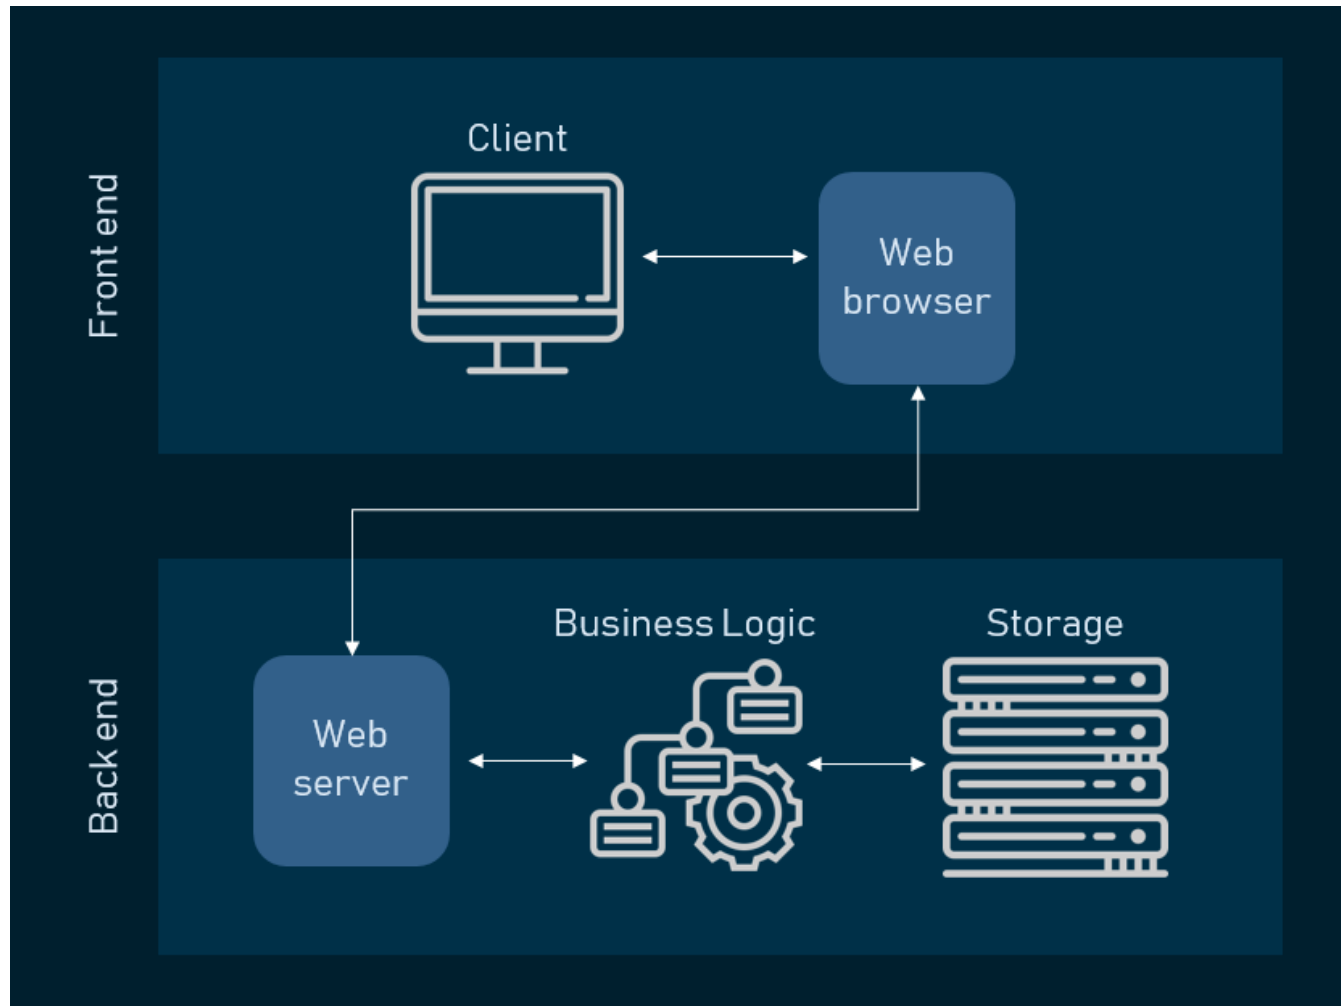 Front end
Client
Web
browser
Back end
Web
server
Business Logic
Storage